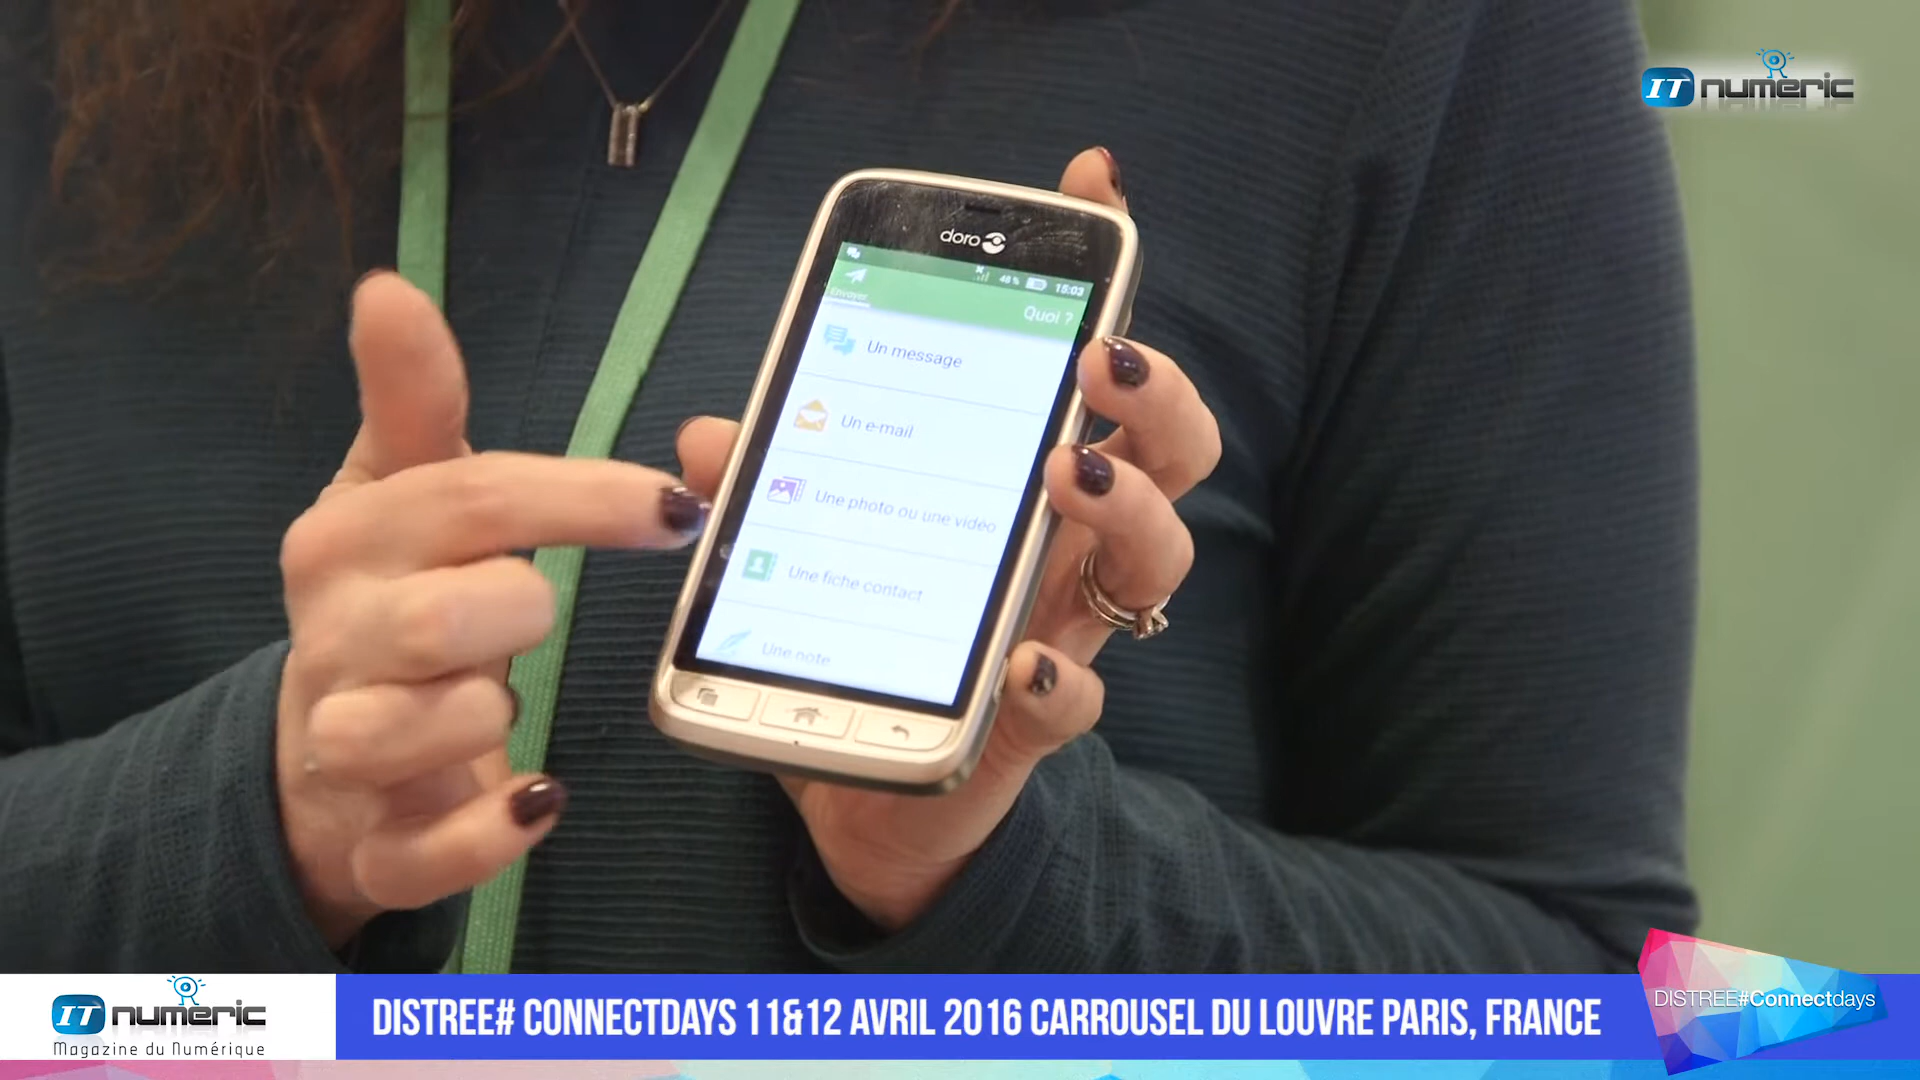 IT numeric
doro
48 % 15:03
Envoyer
Quoi ?
Un message
Un e-mail
Une photo ou une vidéo
Une fiche contact
Une note
IT numeric
Magazine du Numérique
DISTREE# CONNECTDAYS 11&12 AVRIL 2016 CARROUSEL DU LOUVRE PARIS, FRANCE
DISTREE#Connectdays